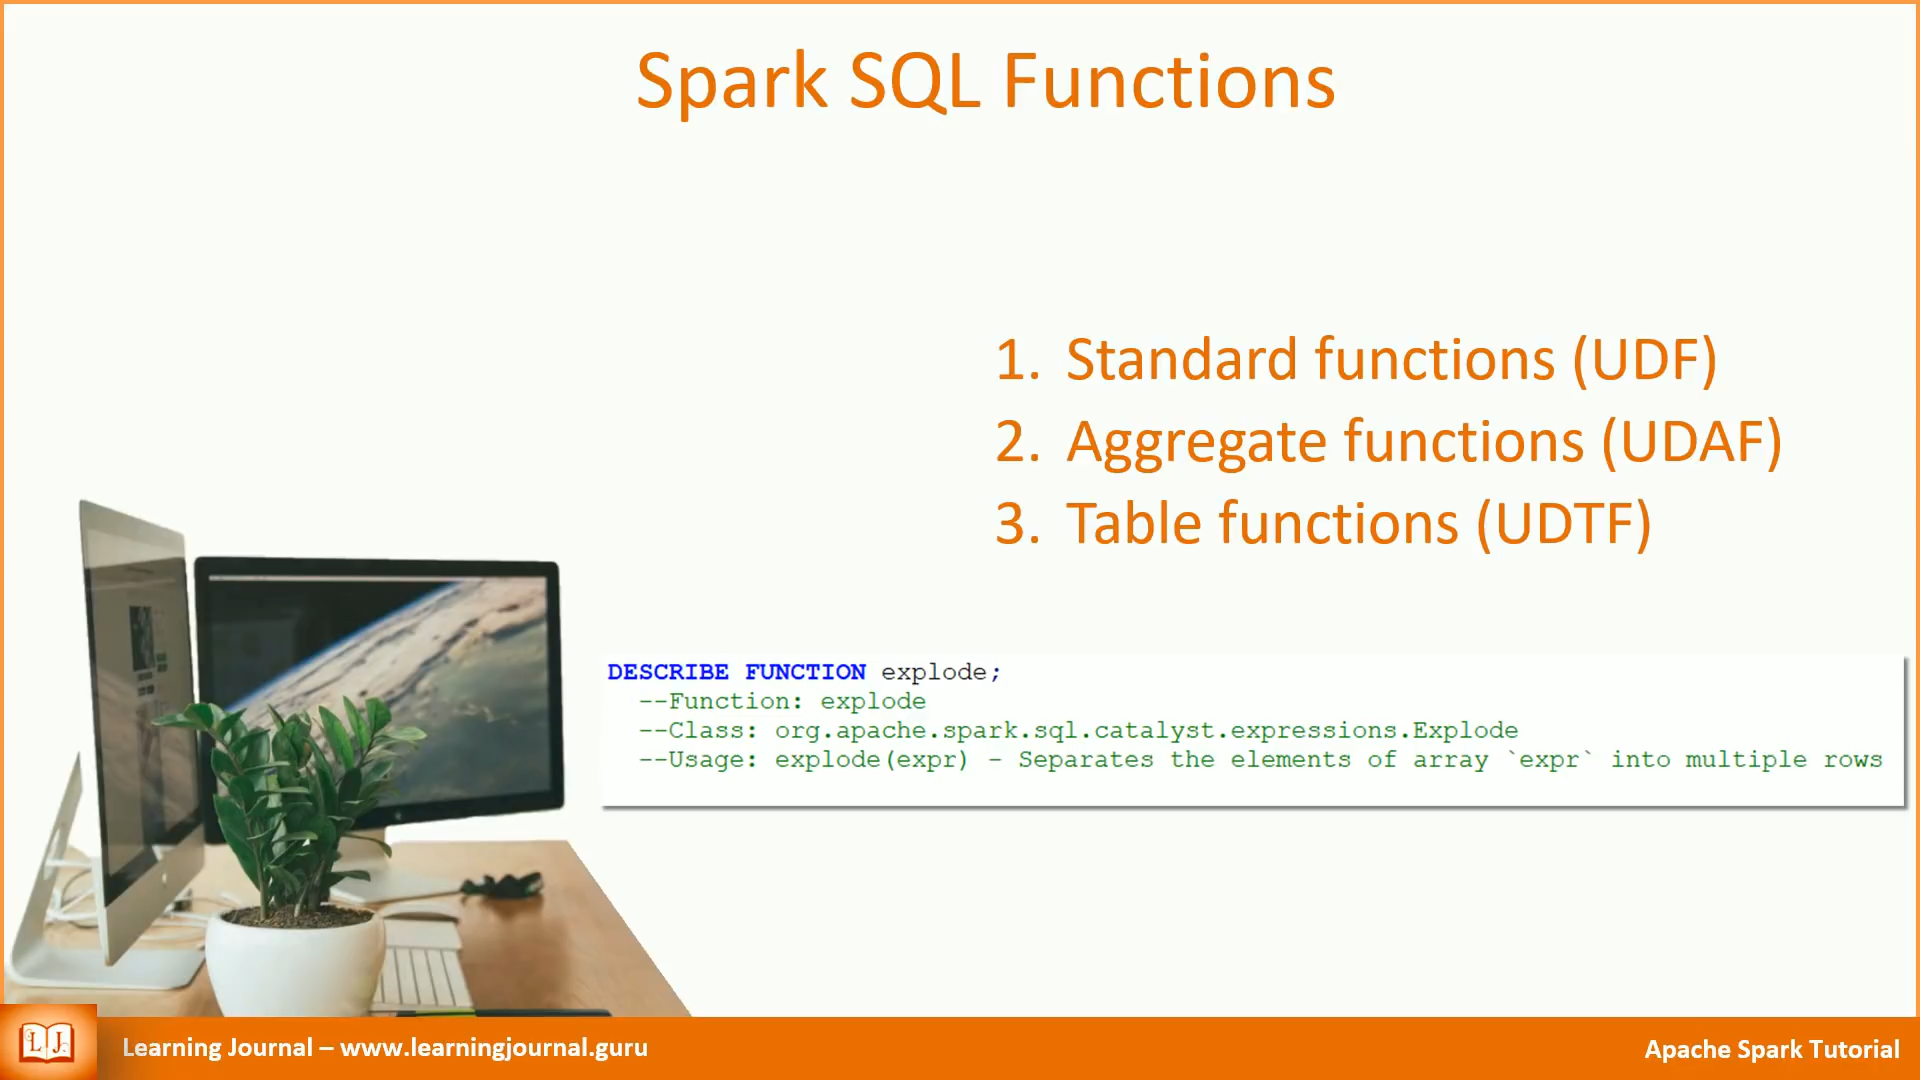 Spark SQL Functions
1. Standard functions (UDF)
2. Aggregate functions (UDAF)
3. Table functions (UDTF)
DESCRIBE FUNCTION explode;
--Function: explode
--Class: org.apache.spark.sql.catalyst.expressions.Explode
--Usage: explode(expr) - Separates the elements of array `expr` into multiple rows
L J
Learning Journal – www.learningjournal.guru
Apache Spark Tutorial